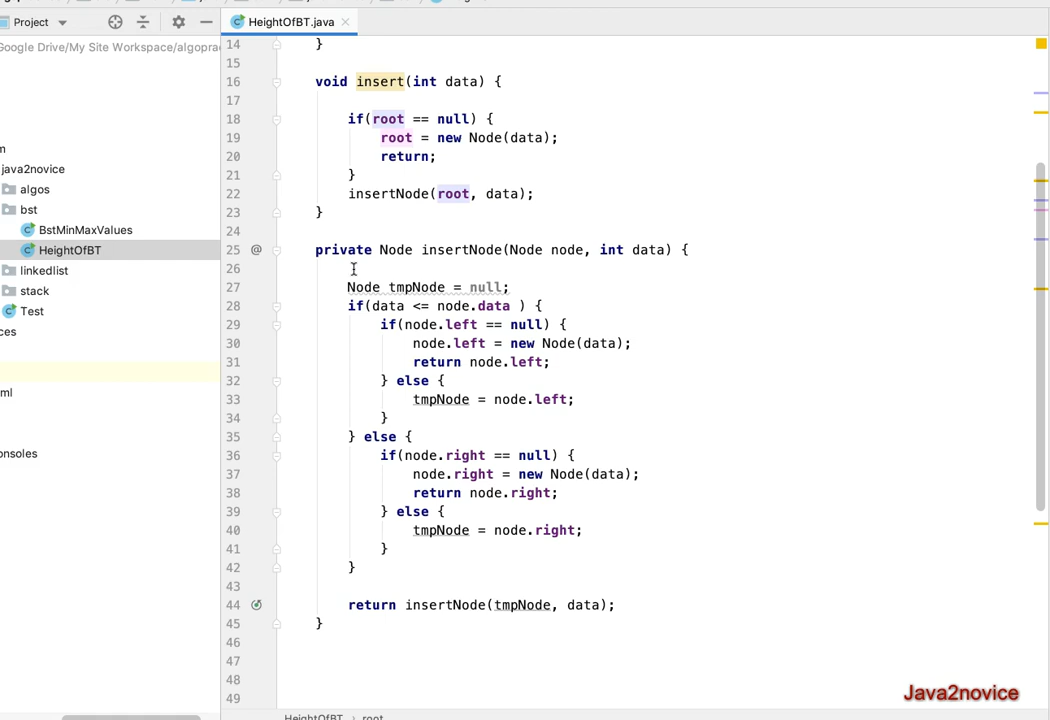 Project
HeightOfBT.java
Google Drive/My Site Workspace/algopra
m
java2novice
algos
bst
BstMinMaxValues
HeightOfBT
linkedlist
stack
Test
ces
ml
onsoles
14 }
15
16 void insert(int data) {
17
18 if(root == null) {
19 root = new Node(data);
20 return;
21 }
22 insertNode(root, data);
23 }
24
25 @ private Node insertNode(Node node, int data) {
26
27 Node tmpNode = null;
28 if(data <= node.data ) {
29 if(node.left == null) {
30 node.left = new Node(data);
31 return node.left;
32 } else {
33 tmpNode = node.left;
34 }
35 } else {
36 if(node.right == null) {
37 node.right = new Node(data);
38 return node.right;
39 } else {
40 tmpNode = node.right;
41 }
42 }
43
44 return insertNode(tmpNode, data);
45 }
46
47
48
49
Java2novice
HeightOfBT › root